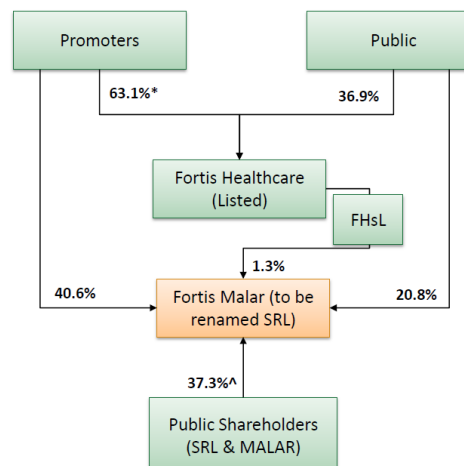 Promoters
Public
63.1%*
36.9%
Fortis Healthcare
(Listed)
FHsL
1.3%
40.6%
Fortis Malar (to be
renamed SRL)
20.8%
37.3%^
Public Shareholders
(SRL & MALAR)